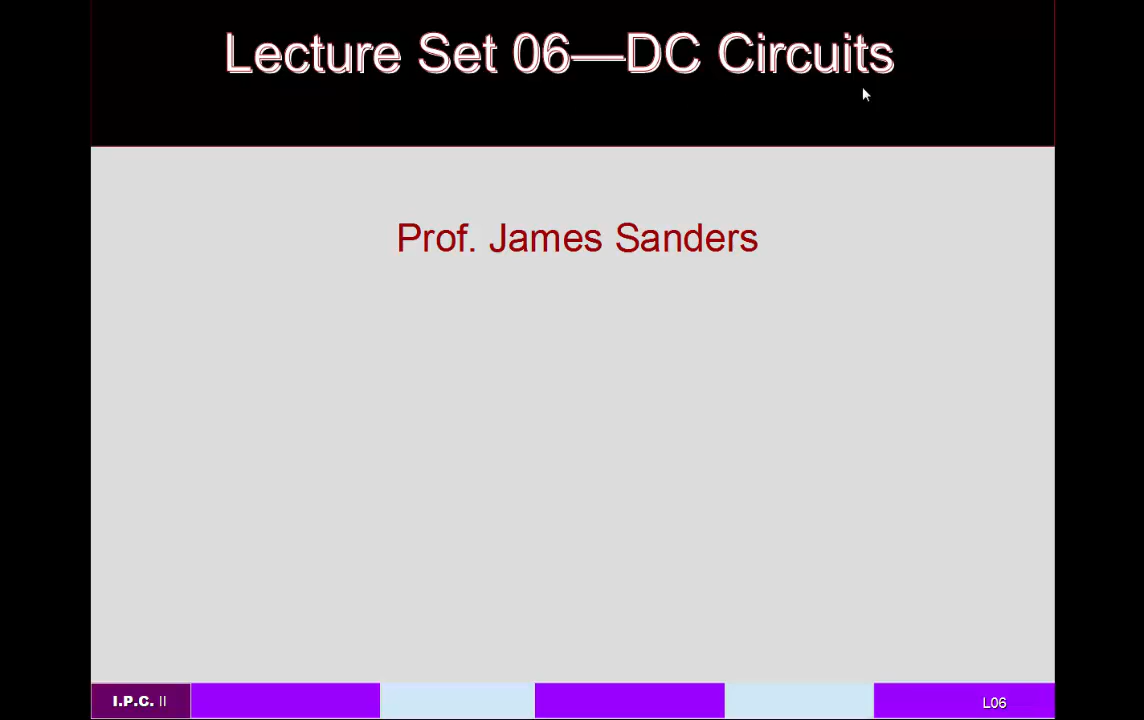 Lecture Set 06—DC Circuits
Prof. James Sanders
I.P.C. II
L06